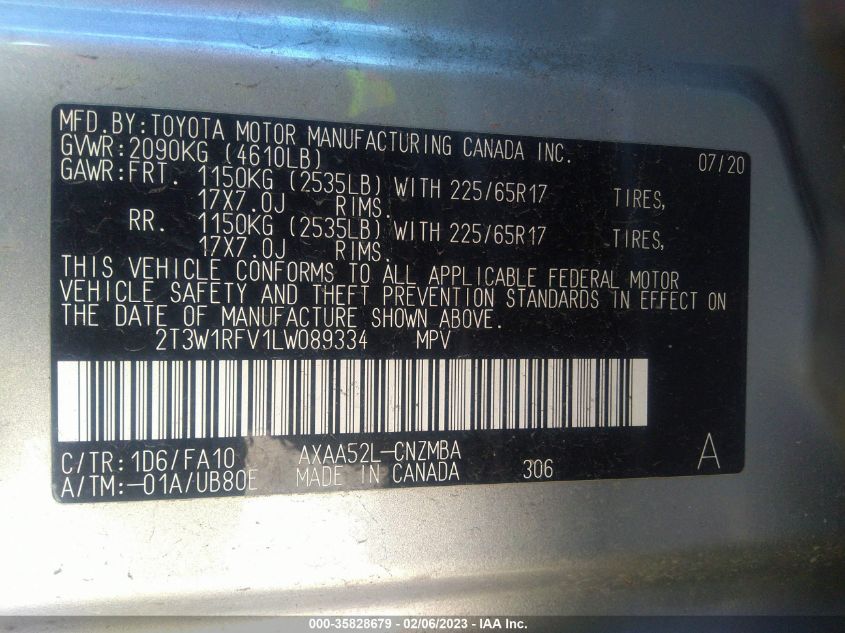 MFD.BY:TOYOTA MOTOR MANUFACTURING CANADA INC. 07/20
GVWR:2090KG (4610LB)
GAWR:FRT. 1150KG (2535LB) WITH 225/65R17 TIRES,
17X7.0J RIMS.
RR. 1150KG (2535LB) WITH 225/65R17 TIRES,
17X7.0J RIMS.
THIS VEHICLE CONFORMS TO ALL APPLICABLE FEDERAL MOTOR
VEHICLE SAFETY AND THEFT PREVENTION STANDARDS IN EFFECT ON
THE DATE OF MANUFACTURE SHOWN ABOVE.
2T3W1RFV1LW089334 MPV
C/TR:1D6/FA10 AXAA52L-CNZMBA A
A/TM:-01A/UB80E MADE IN CANADA 306
000-35828679 - 02/06/2023 - IAA Inc.